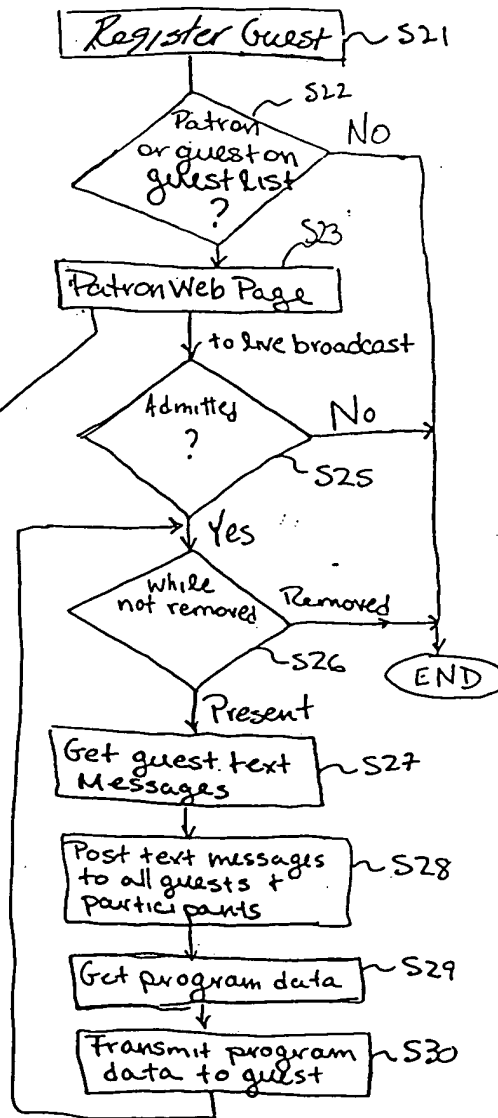 Register Guest
S21
S22
Patron
or guest on
guest list
?
No
S23
Patron Web Page
to live broadcast
Admitted
?
No
S25
Yes
while
not removed
Removed
S26
END
Present
Get guest text
Messages
S27
Post text messages
to all guests +
participants
S28
Get program data
S29
Transmit program
data to guest
S30